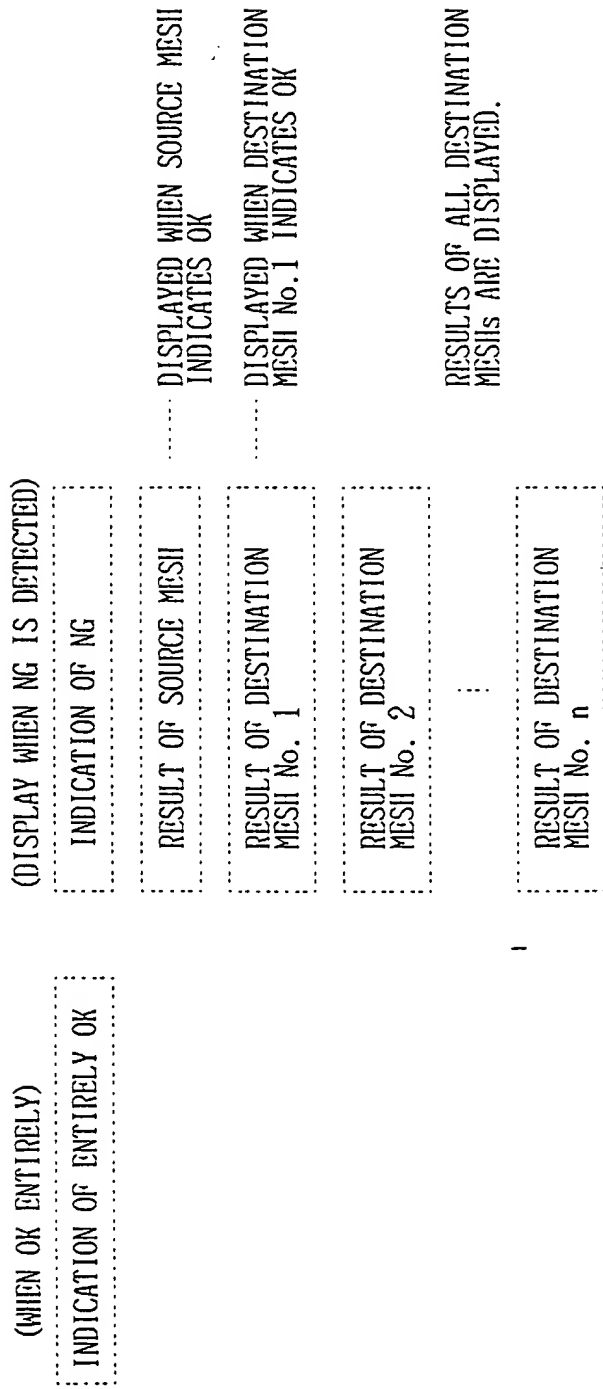 (WHEN OK ENTIRELY)
INDICATION OF ENTIRELY OK
(DISPLAY WHEN NG IS DETECTED)
INDICATION OF NG
RESULT OF SOURCE MESH
DISPLAYED WHEN SOURCE MESH
INDICATES OK
RESULT OF DESTINATION
MESH No. 1
DISPLAYED WHEN DESTINATION
MESH No.1 INDICATES OK
RESULT OF DESTINATION
MESH No. 2
RESULTS OF ALL DESTINATION
MESHs ARE DISPLAYED.
RESULT OF DESTINATION
MESH No. n